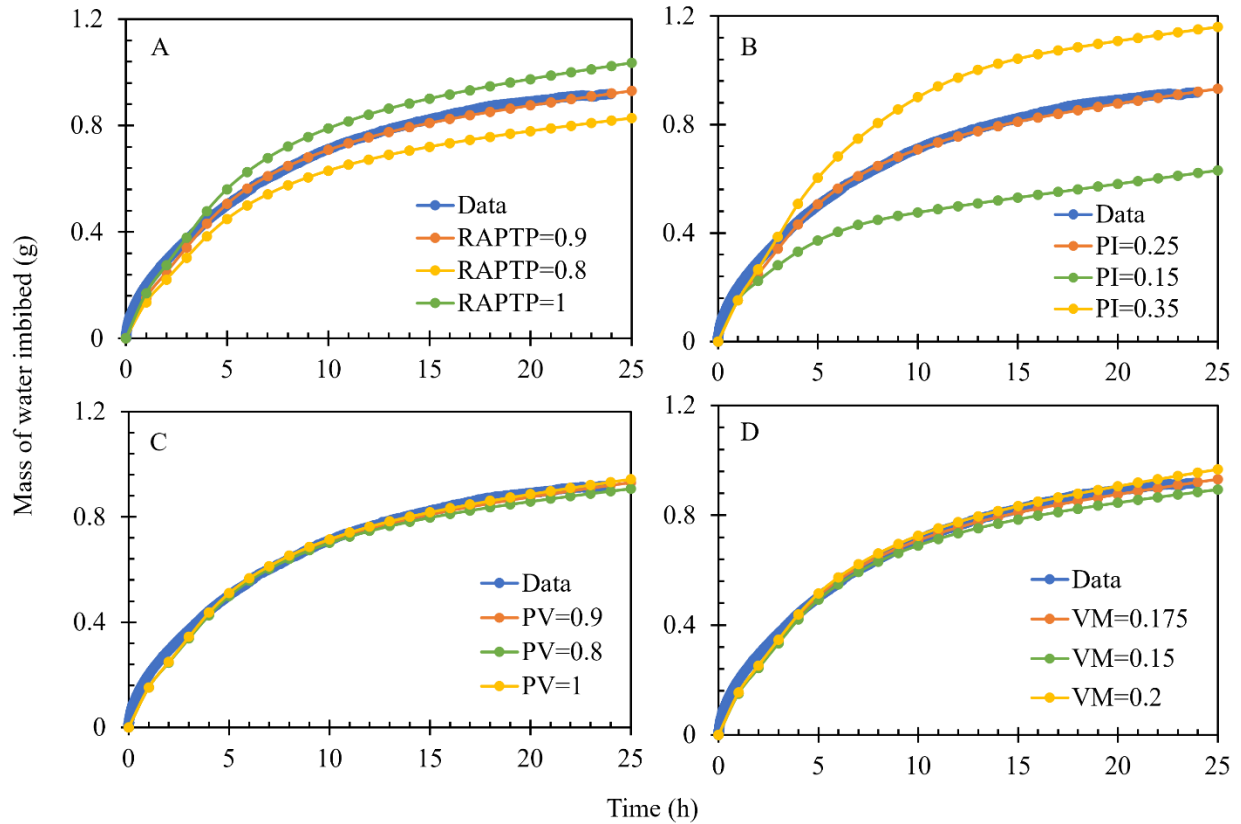 Mass of water imbibed (g)
A
1.2
0.8
0.4
0
0 5 10 15 20 25
Data
RAPTP=0.9
RAPTP=0.8
RAPTP=1
B
1.2
0.8
0.4
0
0 5 10 15 20 25
Data
PI=0.25
PI=0.15
PI=0.35
C
1.2
0.8
0.4
0
0 5 10 15 20 25
Data
PV=0.9
PV=0.8
PV=1
D
1.2
0.8
0.4
0
0 5 10 15 20 25
Data
VM=0.175
VM=0.15
VM=0.2
Time (h)